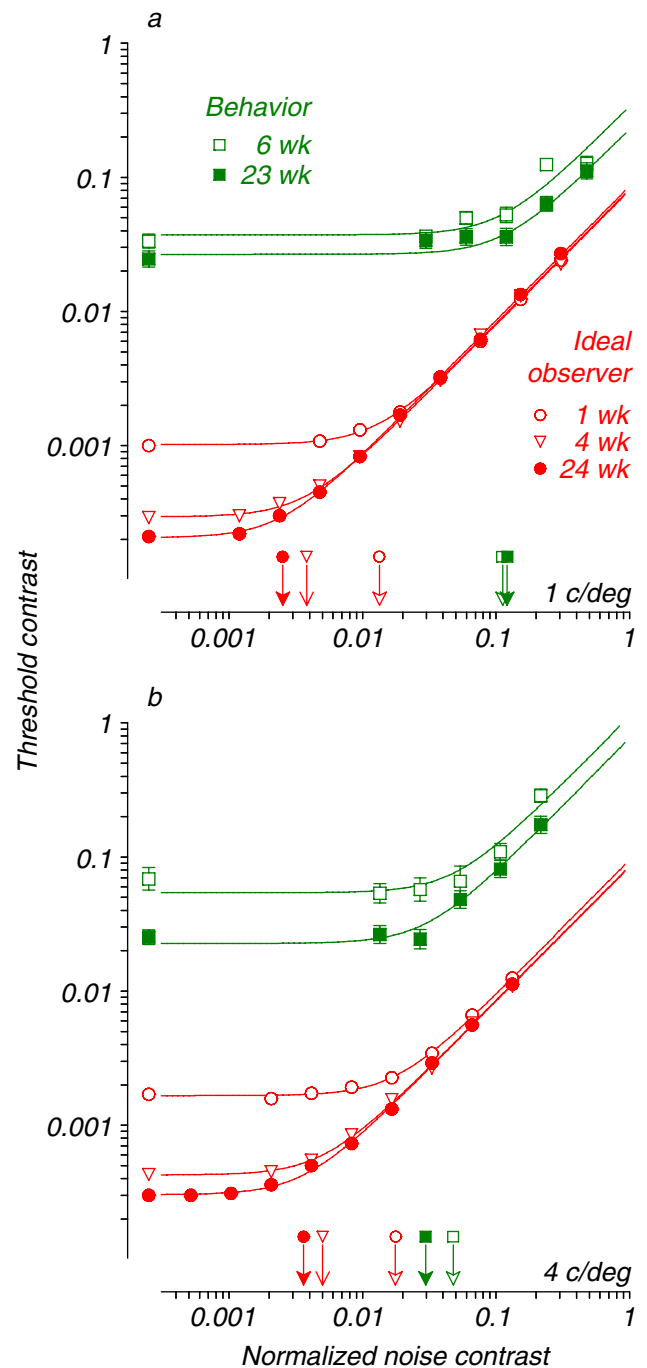 a
1
Behavior
6 wk
23 wk
0.1
0.01
Ideal
observer
1 wk
4 wk
24 wk
0.001
1 c/deg
0.001 0.01 0.1 1
Threshold contrast
b
1
0.1
0.01
0.001
4 c/deg
0.001 0.01 0.1 1
Normalized noise contrast